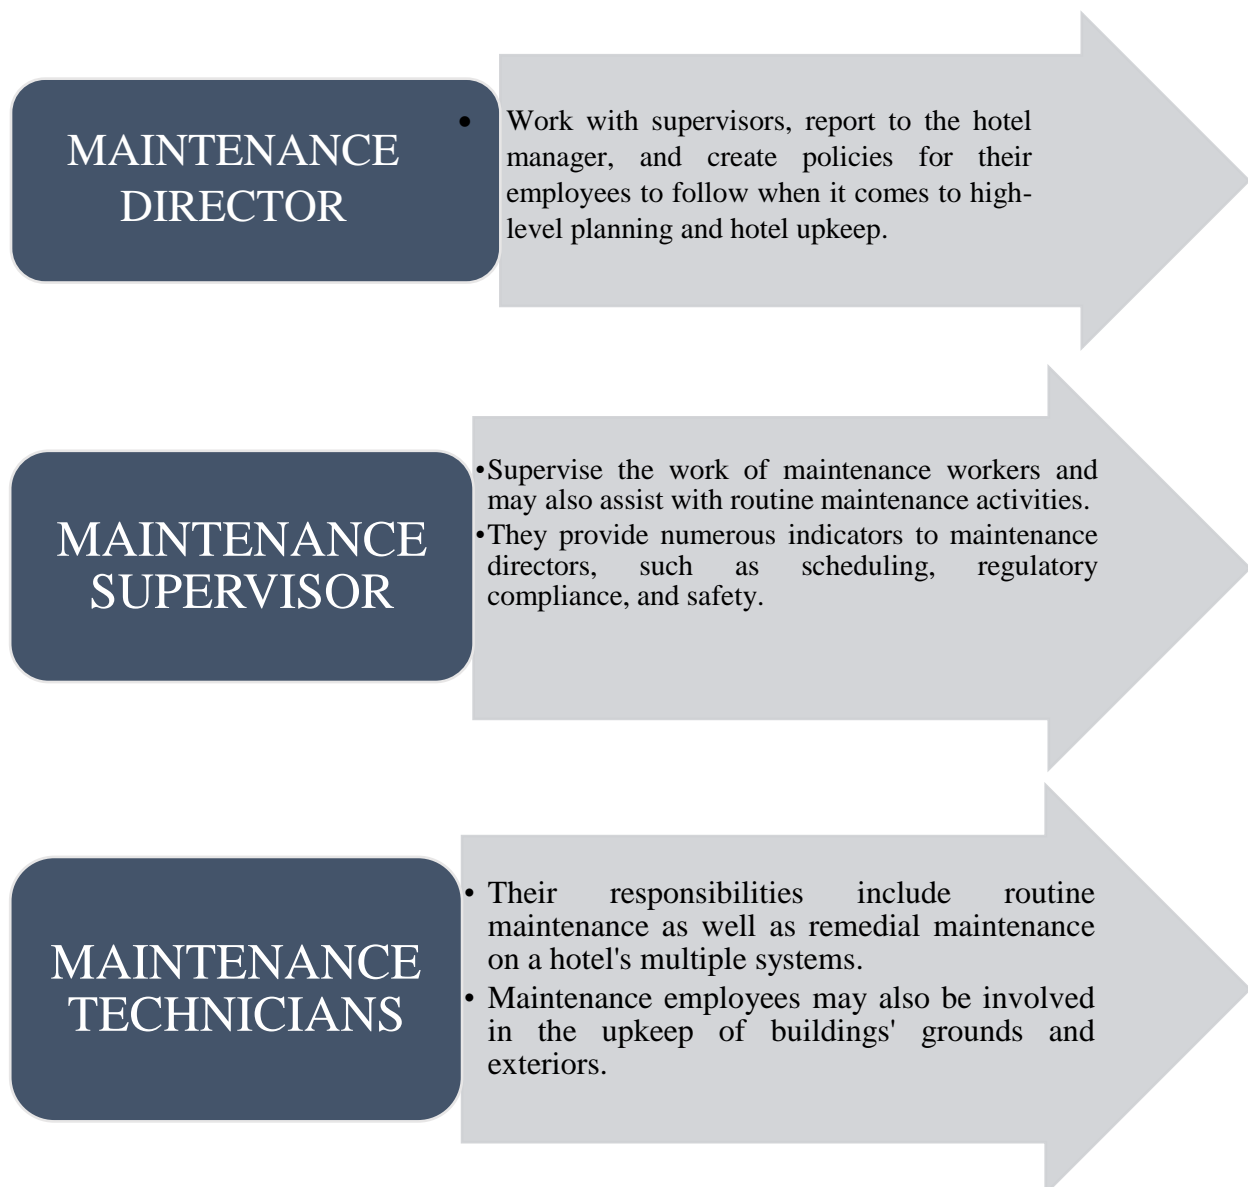 MAINTENANCE
DIRECTOR
• Work with supervisors, report to the hotel
manager, and create policies for their
employees to follow when it comes to high-
level planning and hotel upkeep.
MAINTENANCE
SUPERVISOR
•Supervise the work of maintenance workers and
may also assist with routine maintenance activities.
•They provide numerous indicators to maintenance
directors, such as scheduling, regulatory
compliance, and safety.
MAINTENANCE
TECHNICIANS
• Their responsibilities include routine
maintenance as well as remedial maintenance
on a hotel's multiple systems.
• Maintenance employees may also be involved
in the upkeep of buildings' grounds and
exteriors.